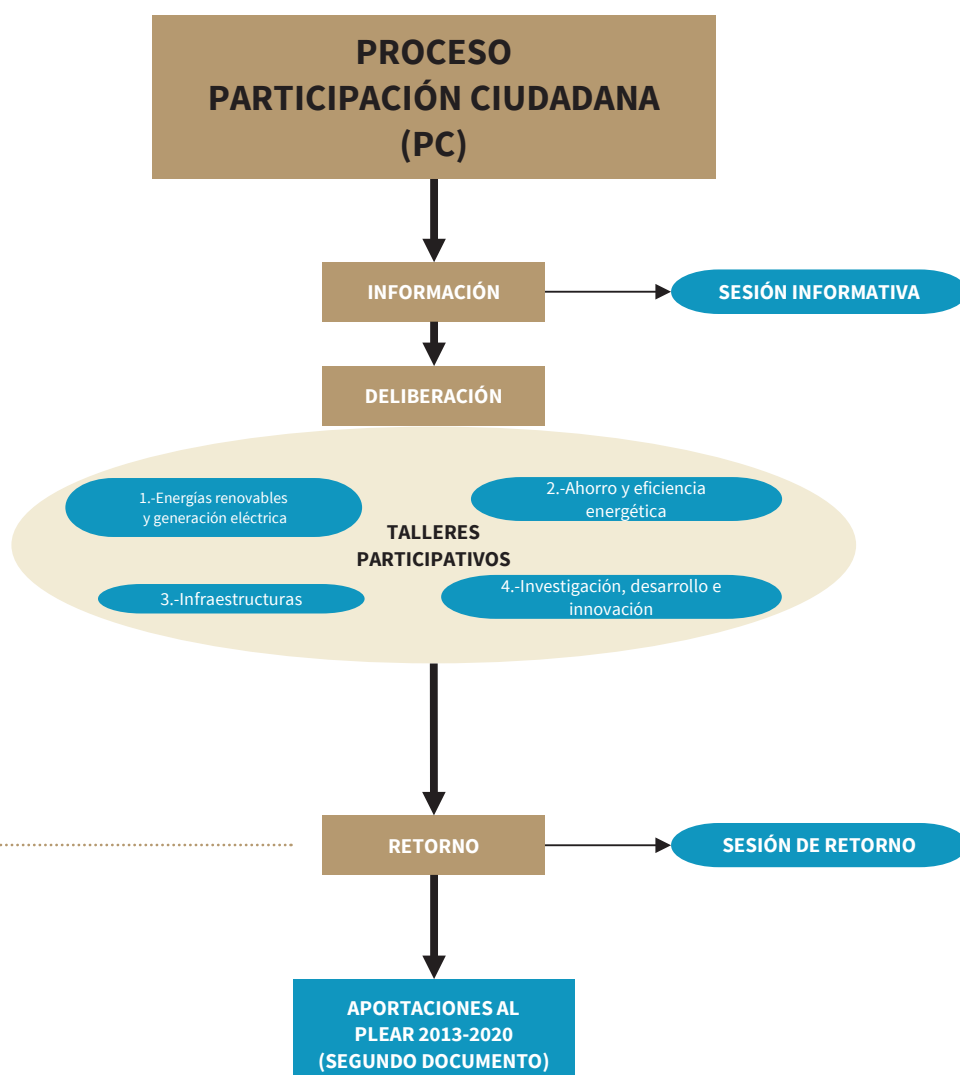 PROCESO
PARTICIPACIÓN CIUDADANA
(PC)
INFORMACIÓN
SESIÓN INFORMATIVA
DELIBERACIÓN
1.-Energías renovables
y generación eléctrica
2.-Ahorro y eficiencia
energética
TALLERES
PARTICIPATIVOS
3.-Infraestructuras
4.-Investigación, desarrollo e
innovación
RETORNO
SESIÓN DE RETORNO
APORTACIONES AL
PLEAR 2013-2020
(SEGUNDO DOCUMENTO)